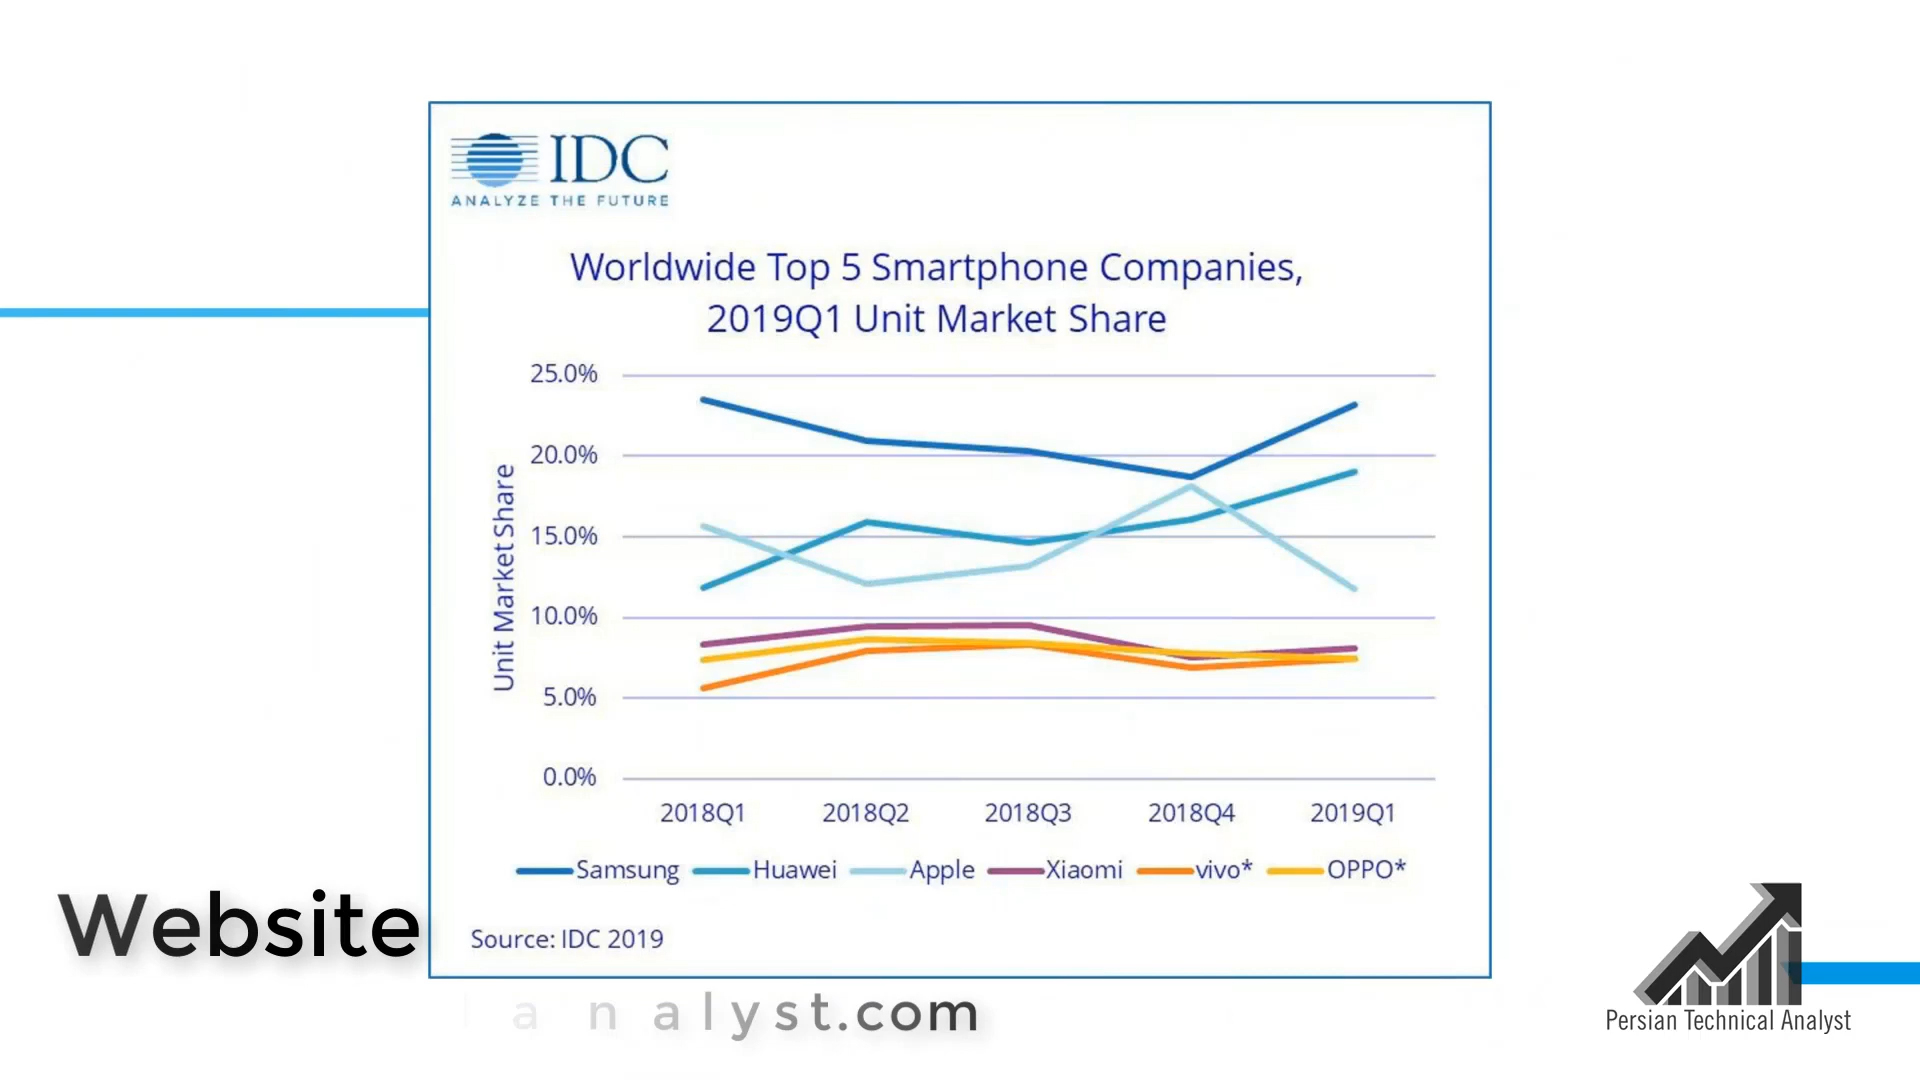 IDC
ANALYZE THE FUTURE
Worldwide Top 5 Smartphone Companies,
2019Q1 Unit Market Share
Unit Market Share
25.0%
20.0%
15.0%
10.0%
5.0%
0.0%
2018Q1 2018Q2 2018Q3 2018Q4 2019Q1
Samsung Huawei Apple Xiaomi vivo* OPPO*
Source: IDC 2019
Website
analyst.com
Persian Technical Analyst